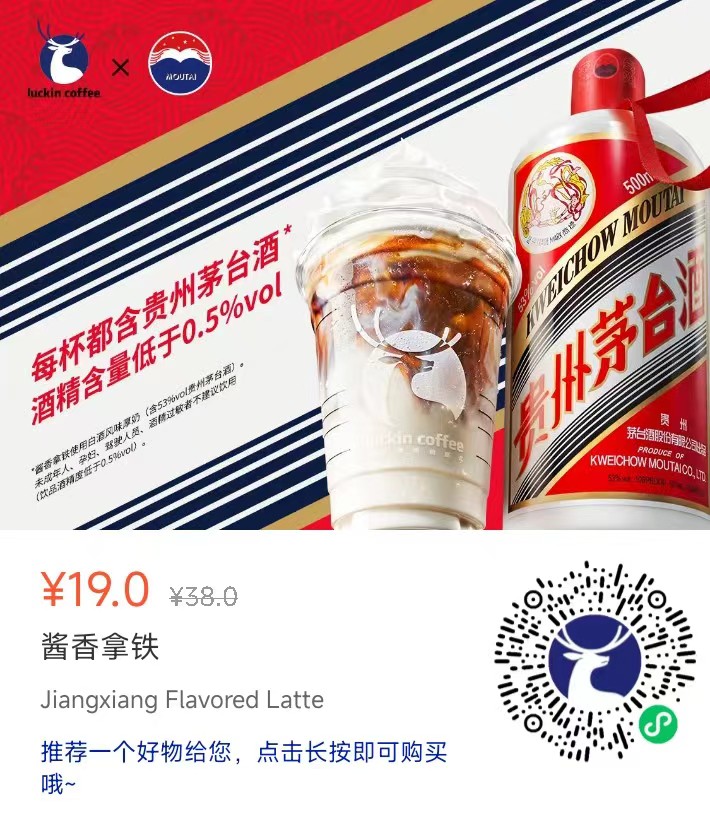 luckin coffee
×
MOUTAI
每杯都含贵州茅台酒*
酒精含量低于0.5%vol
*酱香拿铁使用白酒风味厚奶（含53%vol贵州茅台酒）。
未成年人、孕妇、驾驶人员、酒精过敏者不建议饮用
（饮品酒精度低于0.5%vol）。
luckin coffee
500m
KWEICHOW MOUTAI
53%vol
贵州茅台酒
贵州
茅台酒股份有限公司
PRODUCE OF
KWEICHOW MOUTAI CO., LTD
¥19.0 ¥38.0
酱香拿铁
Jiangxiang Flavored Latte
推荐一个好物给您，点击长按即可购买
哦~